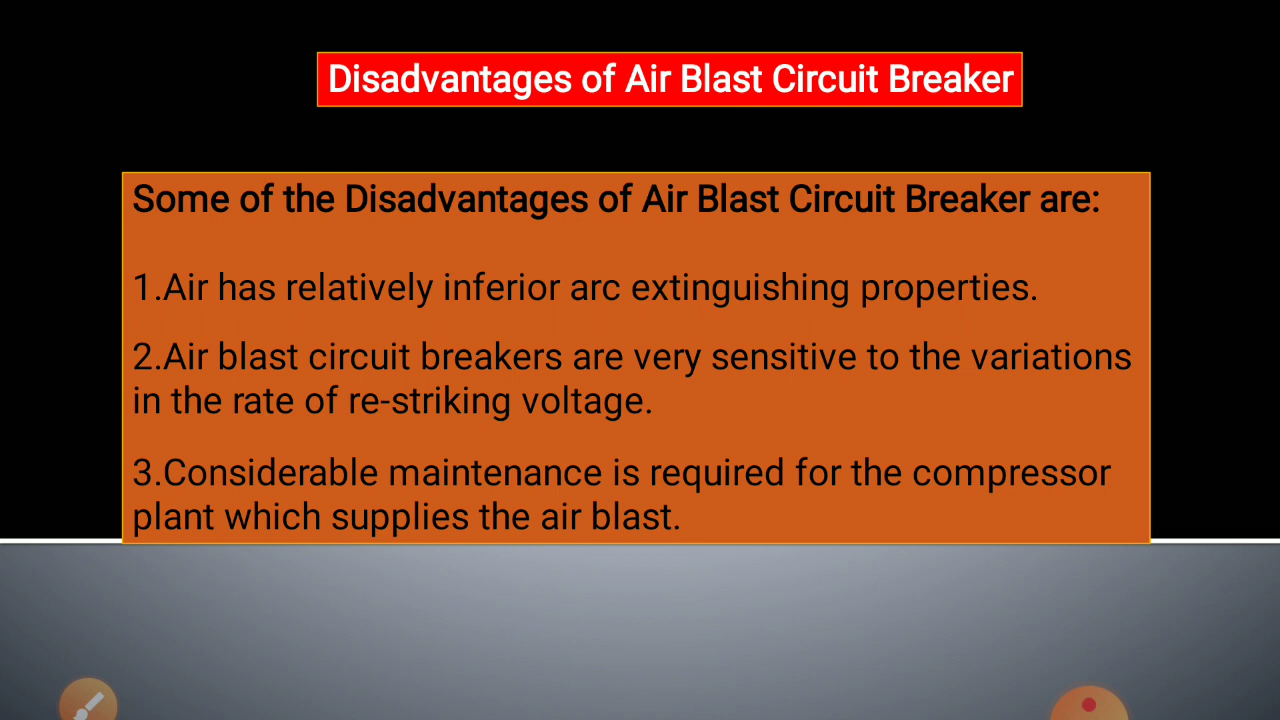 Disadvantages of Air Blast Circuit Breaker
Some of the Disadvantages of Air Blast Circuit Breaker are:
1.Air has relatively inferior arc extinguishing properties.
2.Air blast circuit breakers are very sensitive to the variations
in the rate of re-striking voltage.
3.Considerable maintenance is required for the compressor
plant which supplies the air blast.